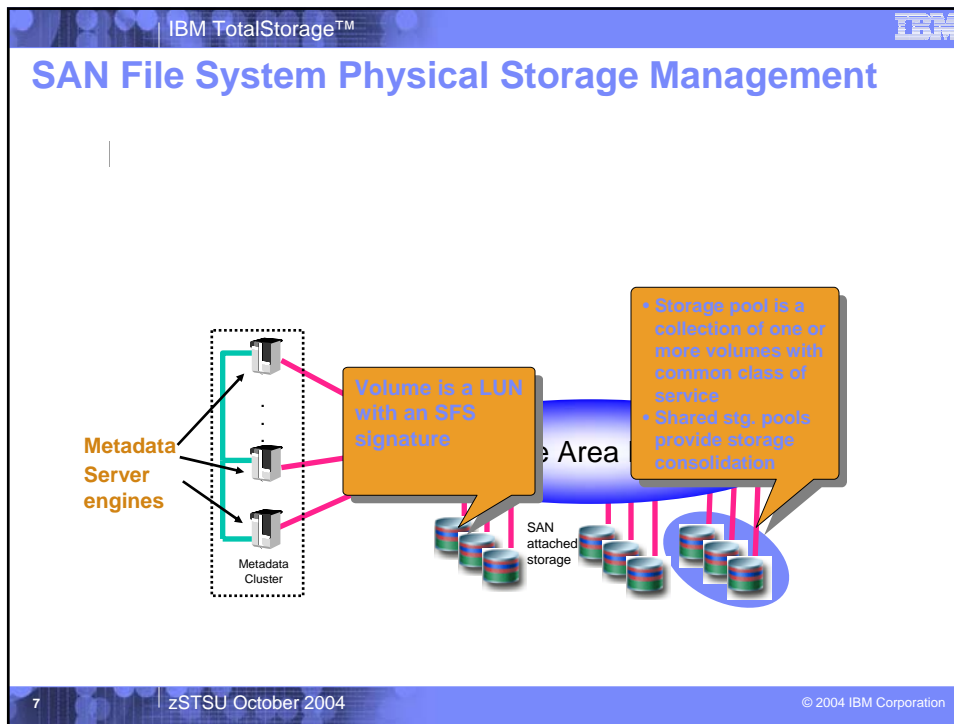 IBM TotalStorage™
IBM
SAN File System Physical Storage Management
Metadata
Server
engines
Metadata
Cluster
Volume is a LUN
with an SFS
signature
Area
• Storage pool is a
collection of one or
more volumes with
common class of
service
• Shared stg. pools
provide storage
consolidation
SAN
attached
storage
7
zSTSU October 2004
© 2004 IBM Corporation